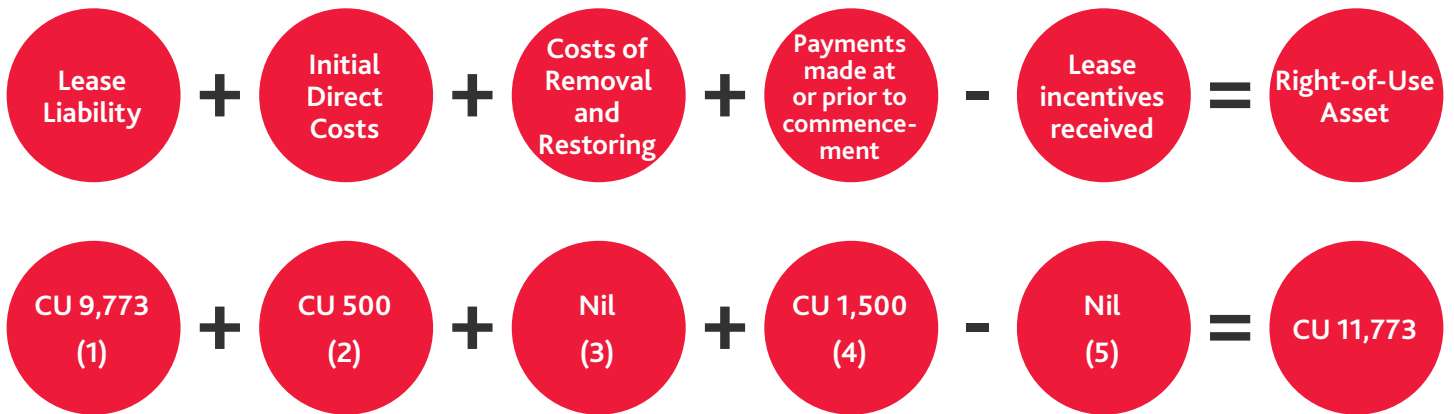 Lease
Liability
+
Initial
Direct
Costs
+
Costs of
Removal
and
Restoring
+
Payments
made at
or prior to
commence-
ment
-
Lease
incentives
received
=
Right-of-Use
Asset
CU 9,773
(1)
+
CU 500
(2)
+
Nil
(3)
+
CU 1,500
(4)
-
Nil
(5)
=
CU 11,773